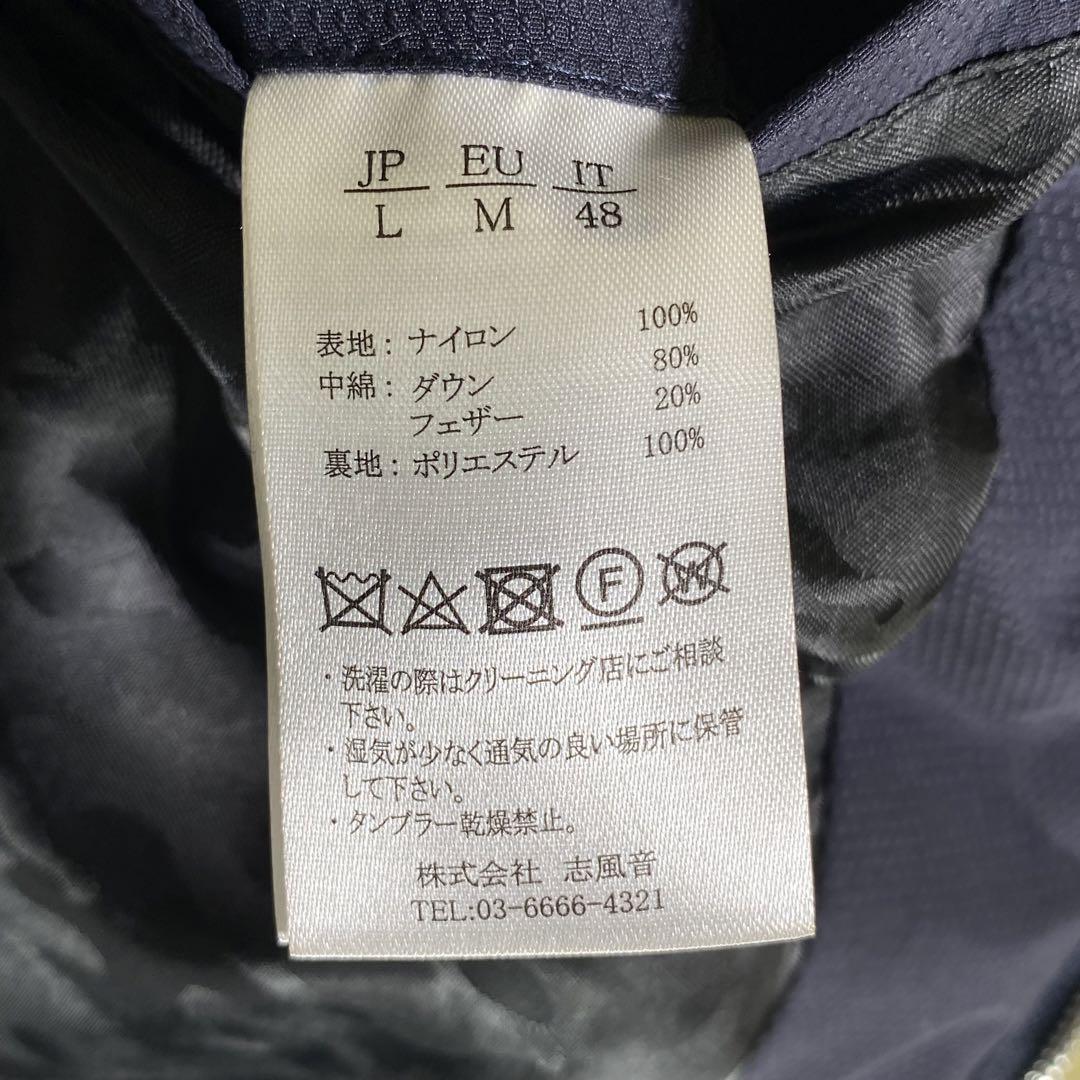 JP EU IT
L M 48
表地：ナイロン 100%
中綿：ダウン 80%
フェザー 20%
裏地：ポリエステル 100%
F W
・洗濯の際はクリーニング店にご相談
下さい。
・湿気が少なく通気の良い場所に保管
して下さい。
・タンブラー乾燥禁止。
株式会社 志風音
TEL:03-6666-4321